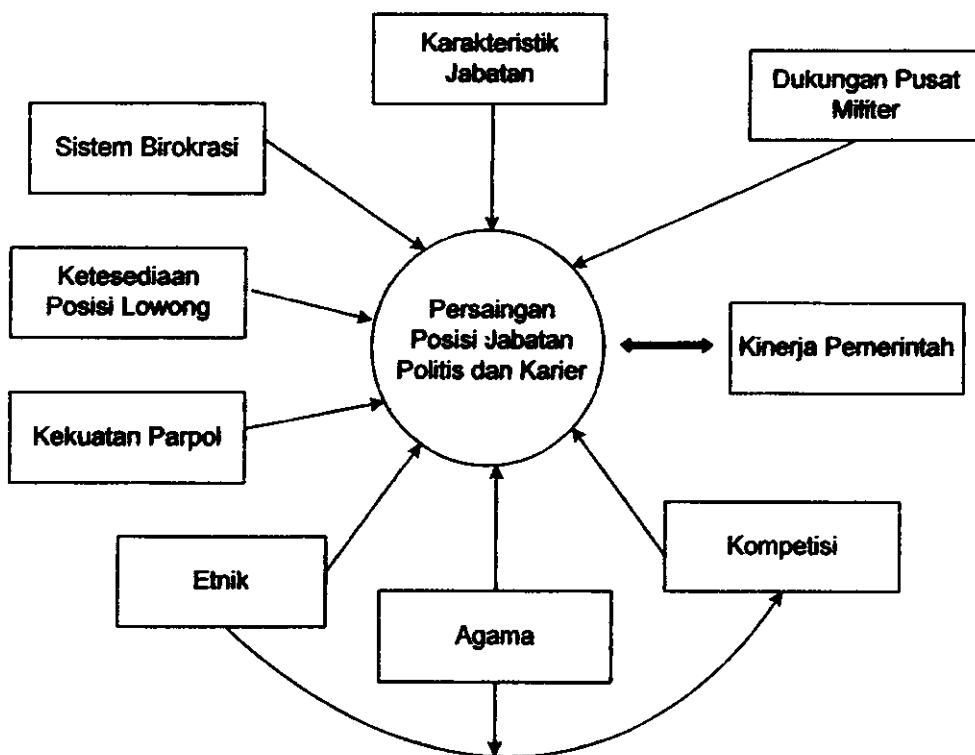 Karakteristik
Jabatan
Dukungan Pusat
Militer
Sistem Birokrasi
Ketesediaan
Posisi Lowong
Persaingan
Posisi Jabatan
Politis dan Karier
Kinerja Pemerintah
Kekuatan Parpol
Kompetisi
Etnik
Agama